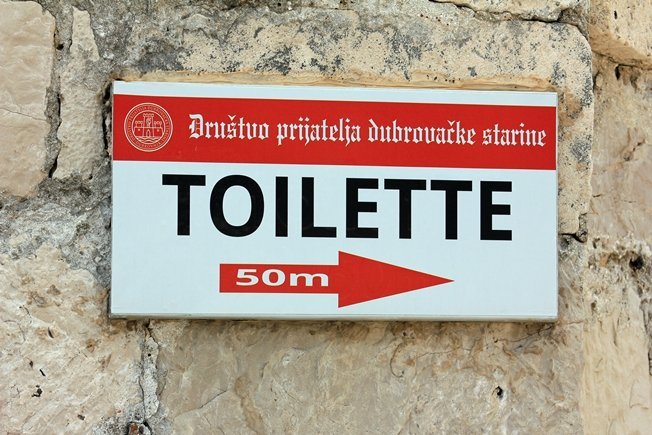 Društvo prijatelja dubrovačke starine
TOILETTE
50m